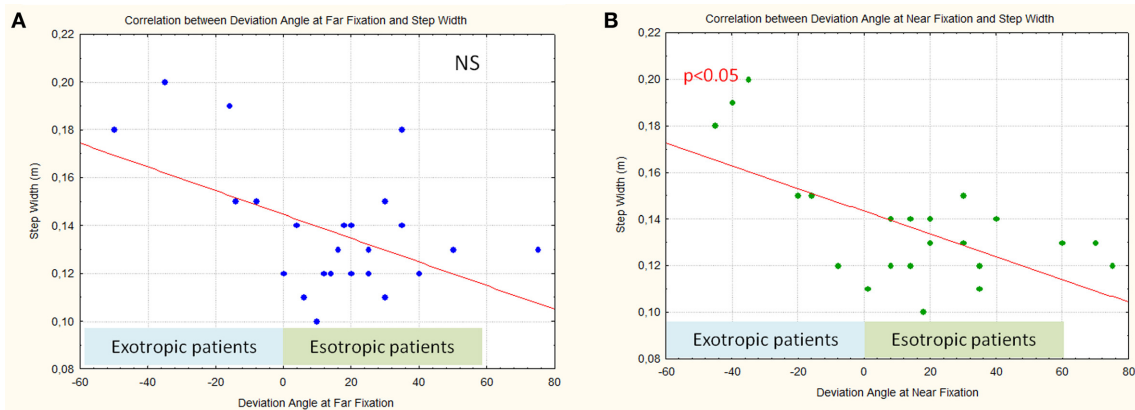 A
Correlation between Deviation Angle at Far Fixation and Step Width
0,22
0,20
0,18
0,16
0,14
0,12
0,10
0,08
Step Width (m)
NS
Exotropic patients
Esotropic patients
-60 -40 -20 0 20 40 60 80
Deviation Angle at Far Fixation
B
Correlation between Deviation Angle at Near Fixation and Step Width
0,22
0,20
0,18
0,16
0,14
0,12
0,10
0,08
Step Width (m)
p<0.05
Exotropic patients
Esotropic patients
-60 -40 -20 0 20 40 60 80
Deviation Angle at Near Fixation